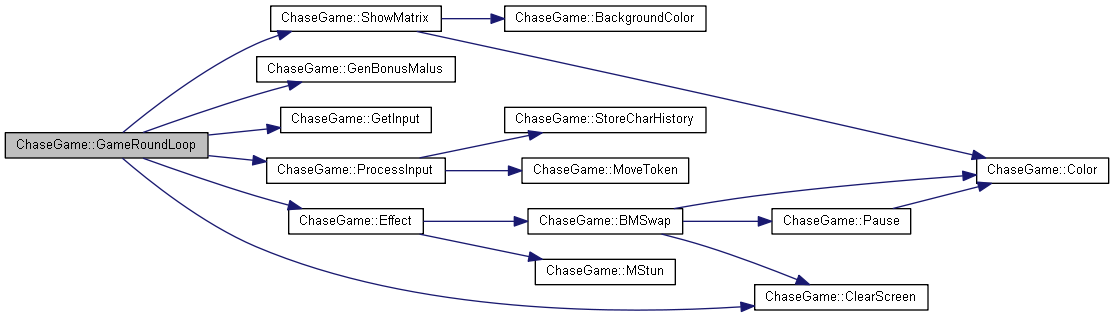 ChaseGame::ShowMatrix
ChaseGame::BackgroundColor
ChaseGame::GenBonusMalus
ChaseGame::GetInput
ChaseGame::StoreCharHistory
ChaseGame::GameRoundLoop
ChaseGame::ProcessInput
ChaseGame::MoveToken
ChaseGame::Color
ChaseGame::Effect
ChaseGame::BMSwap
ChaseGame::Pause
ChaseGame::MStun
ChaseGame::ClearScreen